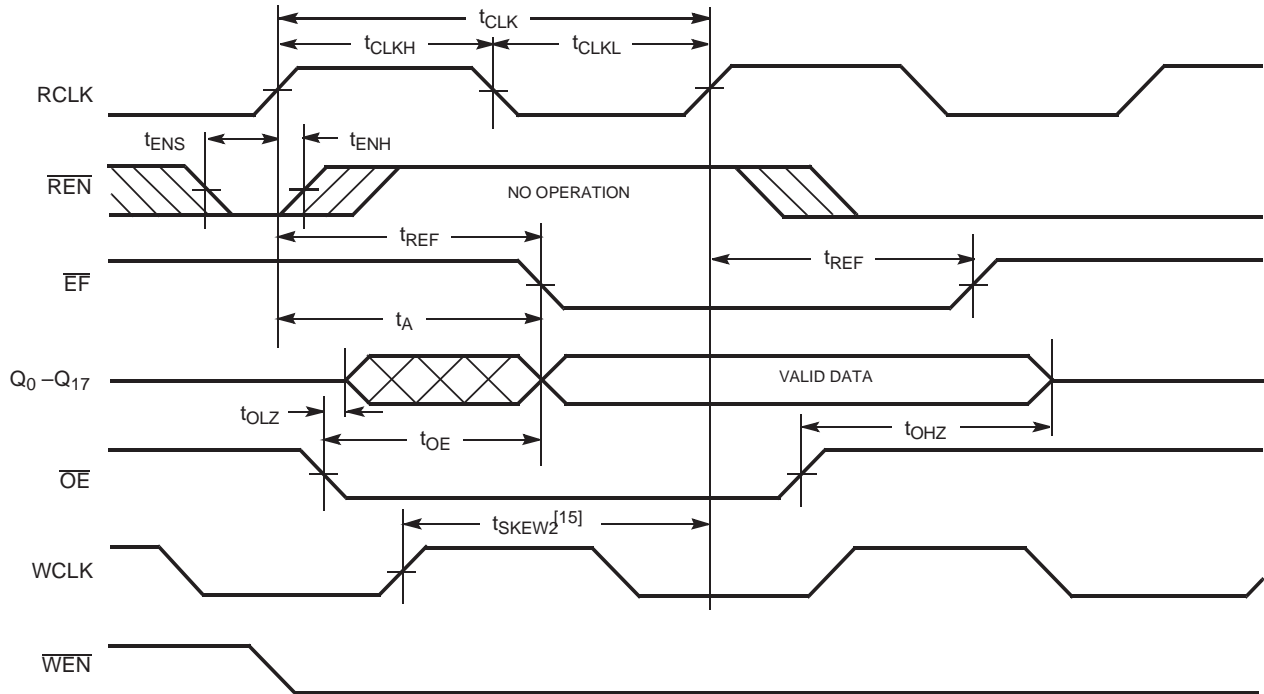 tCLK
tCLKH tCLKL
RCLK
tENS tENH
REN
NO OPERATION
tREF
tREF
EF
tA
Q0 –Q17
VALID DATA
tOLZ
tOE
tOHZ
OE
tSKEW2[15]
WCLK
WEN